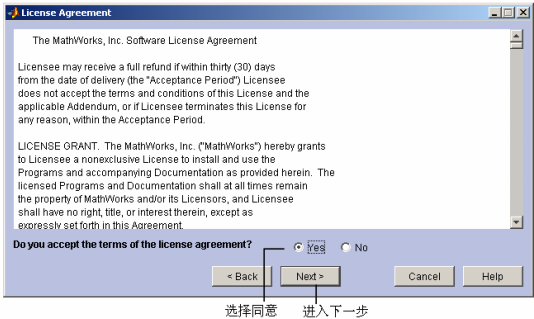 License Agreement
The MathWorks, Inc. Software License Agreement
Licensee may receive a full refund if within thirty (30) days
from the date of delivery (the "Acceptance Period") Licensee
does not accept the terms and conditions of this License and the
applicable Addendum, or if Licensee terminates this License for
any reason, within the Acceptance Period.
LICENSE GRANT. The MathWorks, Inc. ("MathWorks") hereby grants
to Licensee a nonexclusive License to install and use the
Programs and accompanying Documentation as provided herein. The
licensed Programs and Documentation shall at all times remain
the property of MathWorks and/or its Licensors, and Licensee
shall have no right, title, or interest therein, except as
expressly set forth in this Agreement.
Do you accept the terms of the license agreement? Yes No
< Back Next > Cancel Help
选择同意 进入下一步